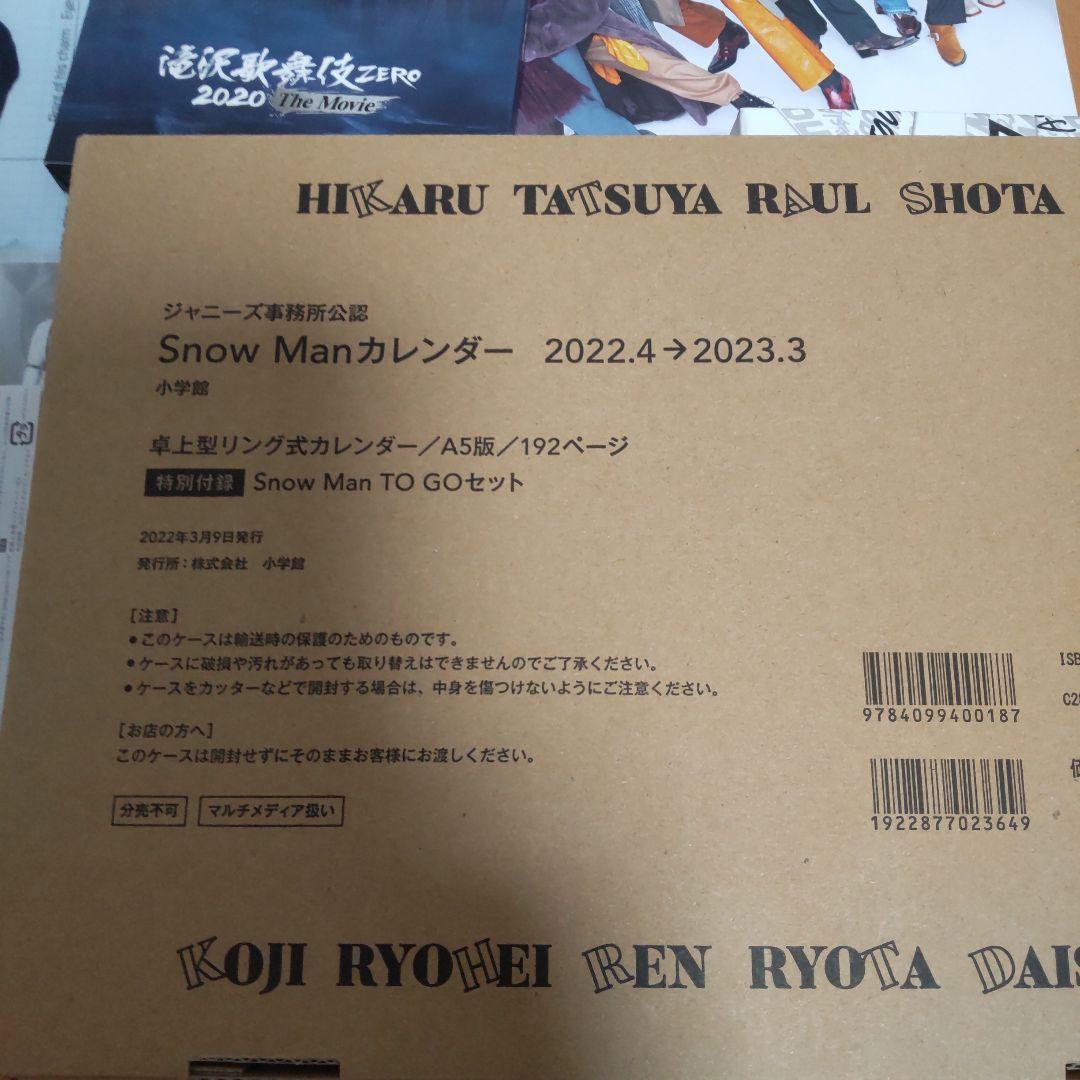 滝沢歌舞伎ZERO
2020 The Movie
HIKARU TATSUYA RAUL SHOTA
ジャニーズ事務所公認
Snow Manカレンダー 2022.4→2023.3
小学館
卓上型リング式カレンダー/A5版/192ページ
特別付録 Snow Man TO GOセット
2022年3月9日発行
発行所:株式会社 小学館
[注意]
●このケースは輸送時の保護のためのものです。
●ケースに破損や汚れがあっても取り替えはできませんのでご了承ください。
●ケースをカッターなどで開封する場合は、中身を傷つけないようにご注意ください。
[お店の方へ]
このケースは開封せずにそのままお客様にお渡しください。
分売不可 マルチメディア扱い
ISB
9784099400187
C2
1922877023649
KOJI RYOHEI REN RYOTA DAIS